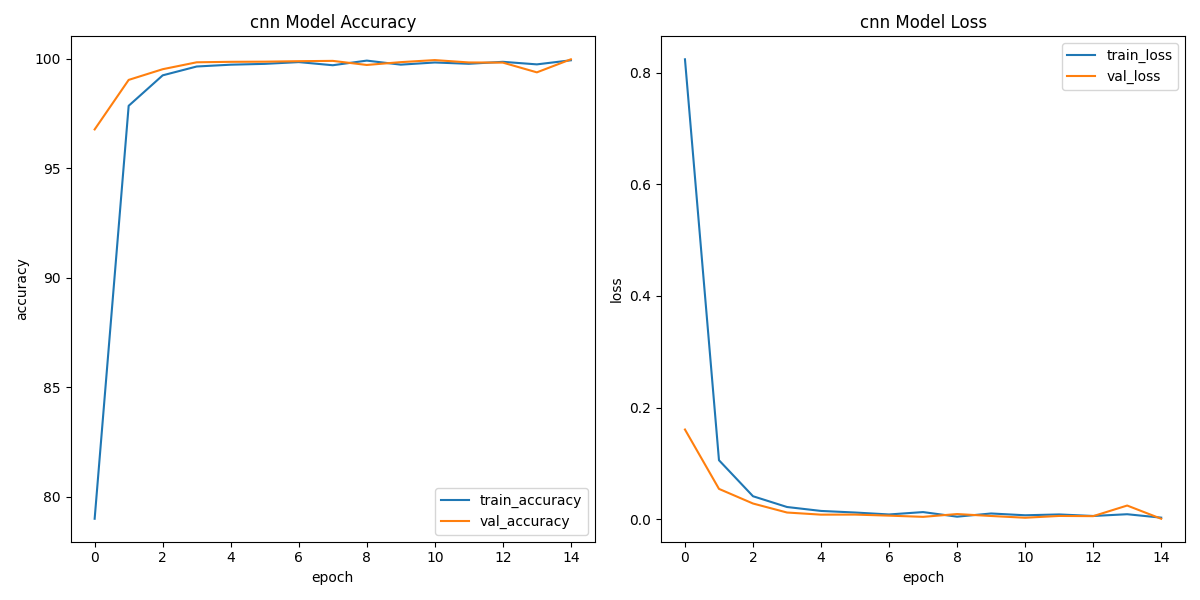 cnn Model Accuracy
100
95
90
85
80
accuracy
train_accuracy
val_accuracy
0 2 4 6 8 10 12 14
epoch
cnn Model Loss
train_loss
val_loss
0.8
0.6
0.4
0.2
0.0
loss
0 2 4 6 8 10 12 14
epoch